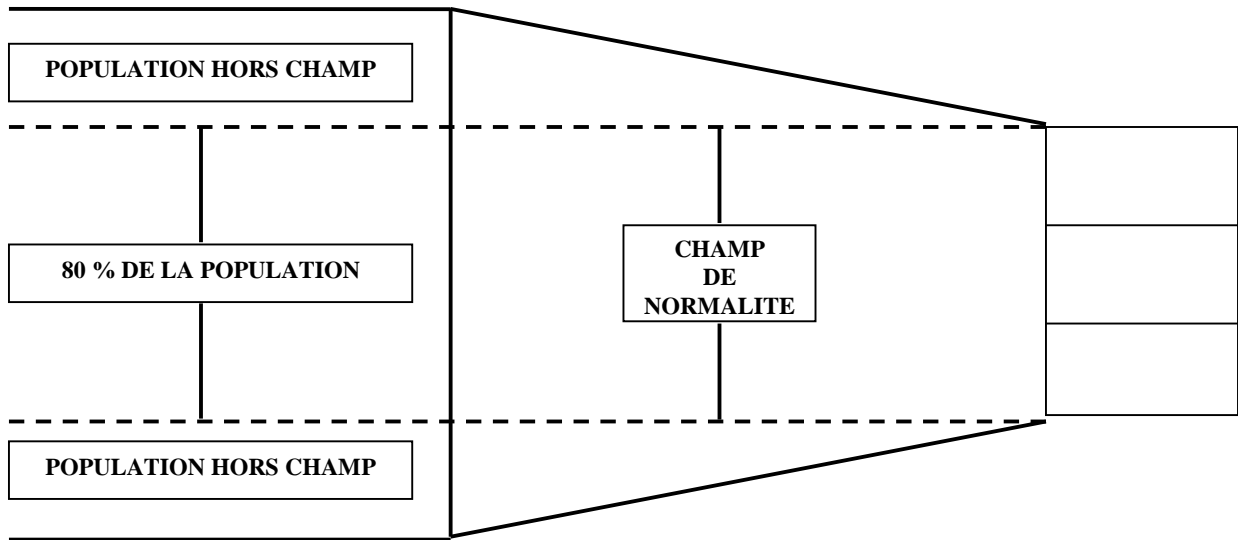 POPULATION HORS CHAMP
80 % DE LA POPULATION
CHAMP
DE
NORMALITE
POPULATION HORS CHAMP